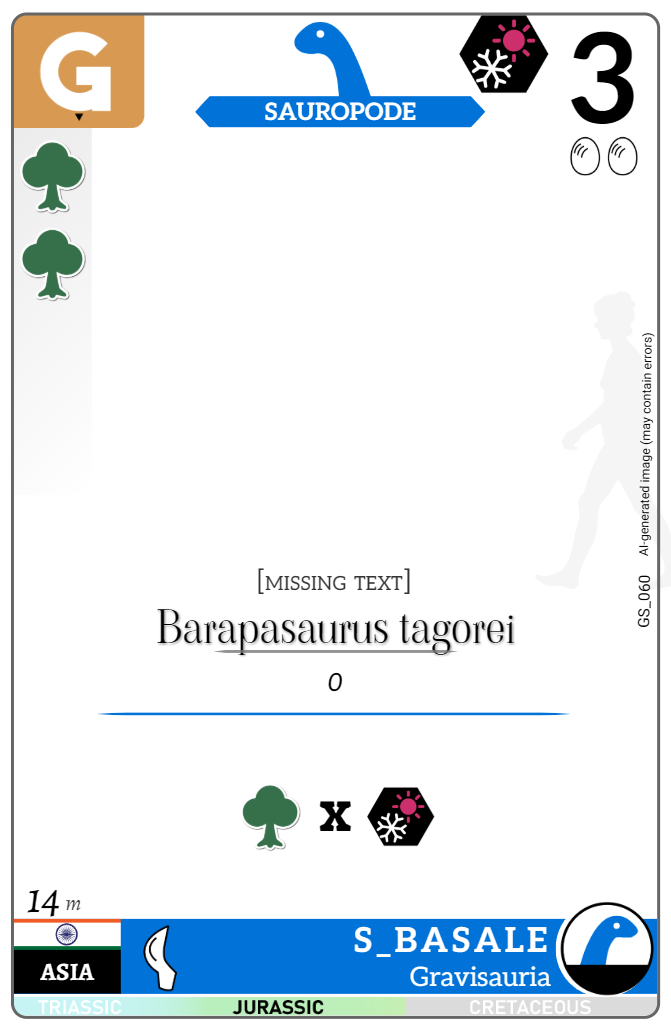 G
SAUROPODE
3
AI-generated image (may contain errors)
GS_060
[MISSING TEXT]
Barapasaurus tagorei
0
x
14 m
ASIA
S_BASALE
Gravisauria
TRIASSIC
JURASSIC
CRETACEOUS